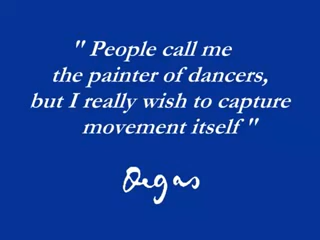 " People call me
the painter of dancers,
but I really wish to capture
movement itself "
Degas